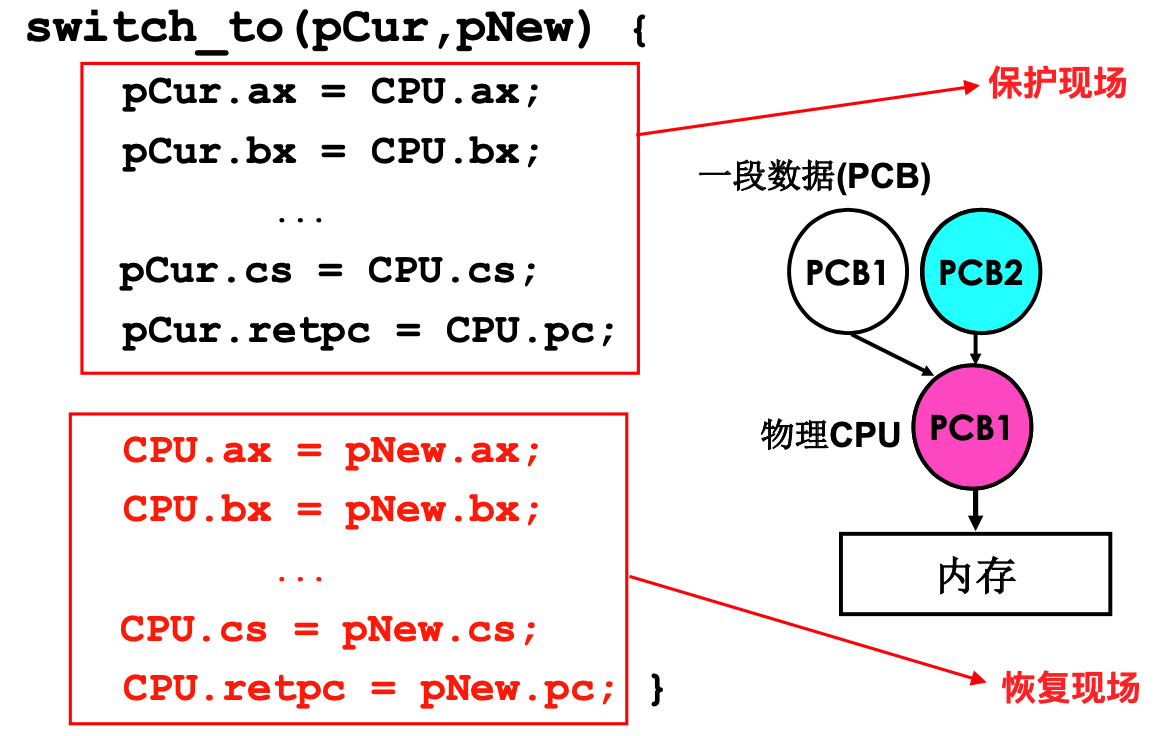 switch_to(pCur,pNew) {
pCur.ax = CPU.ax;
pCur.bx = CPU.bx;
...
pCur.cs = CPU.cs;
pCur.retpc = CPU.pc;
CPU.ax = pNew.ax;
CPU.bx = pNew.bx;
...
CPU.cs = pNew.cs;
CPU.retpc = pNew.pc; }
保护现场
一段数据(PCB)
PCB1
PCB2
物理CPU
PCB1
内存
恢复现场